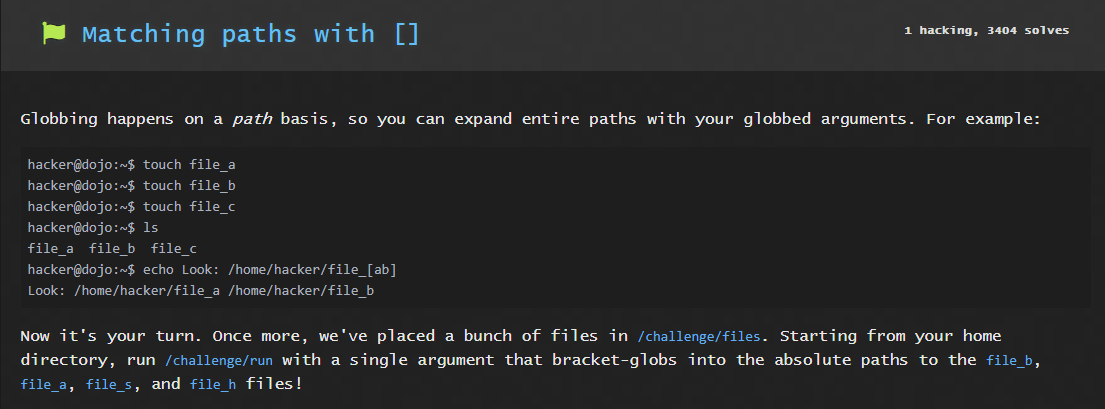 Matching paths with []
1 hacking, 3404 solves
Globbing happens on a path basis, so you can expand entire paths with your globbed arguments. For example:
hacker@dojo:~$ touch file_a
hacker@dojo:~$ touch file_b
hacker@dojo:~$ touch file_c
hacker@dojo:~$ ls
file_a  file_b  file_c
hacker@dojo:~$ echo Look: /home/hacker/file_[ab]
Look: /home/hacker/file_a /home/hacker/file_b
Now it's your turn. Once more, we've placed a bunch of files in /challenge/files. Starting from your home
directory, run /challenge/run with a single argument that bracket-globs into the absolute paths to the file_b,
file_a, file_s, and file_h files!